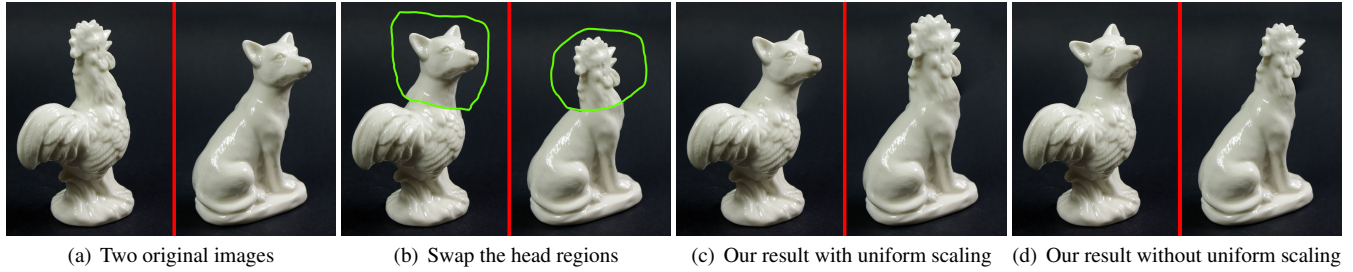 (a) Two original images
(b) Swap the head regions
(c) Our result with uniform scaling
(d) Our result without uniform scaling